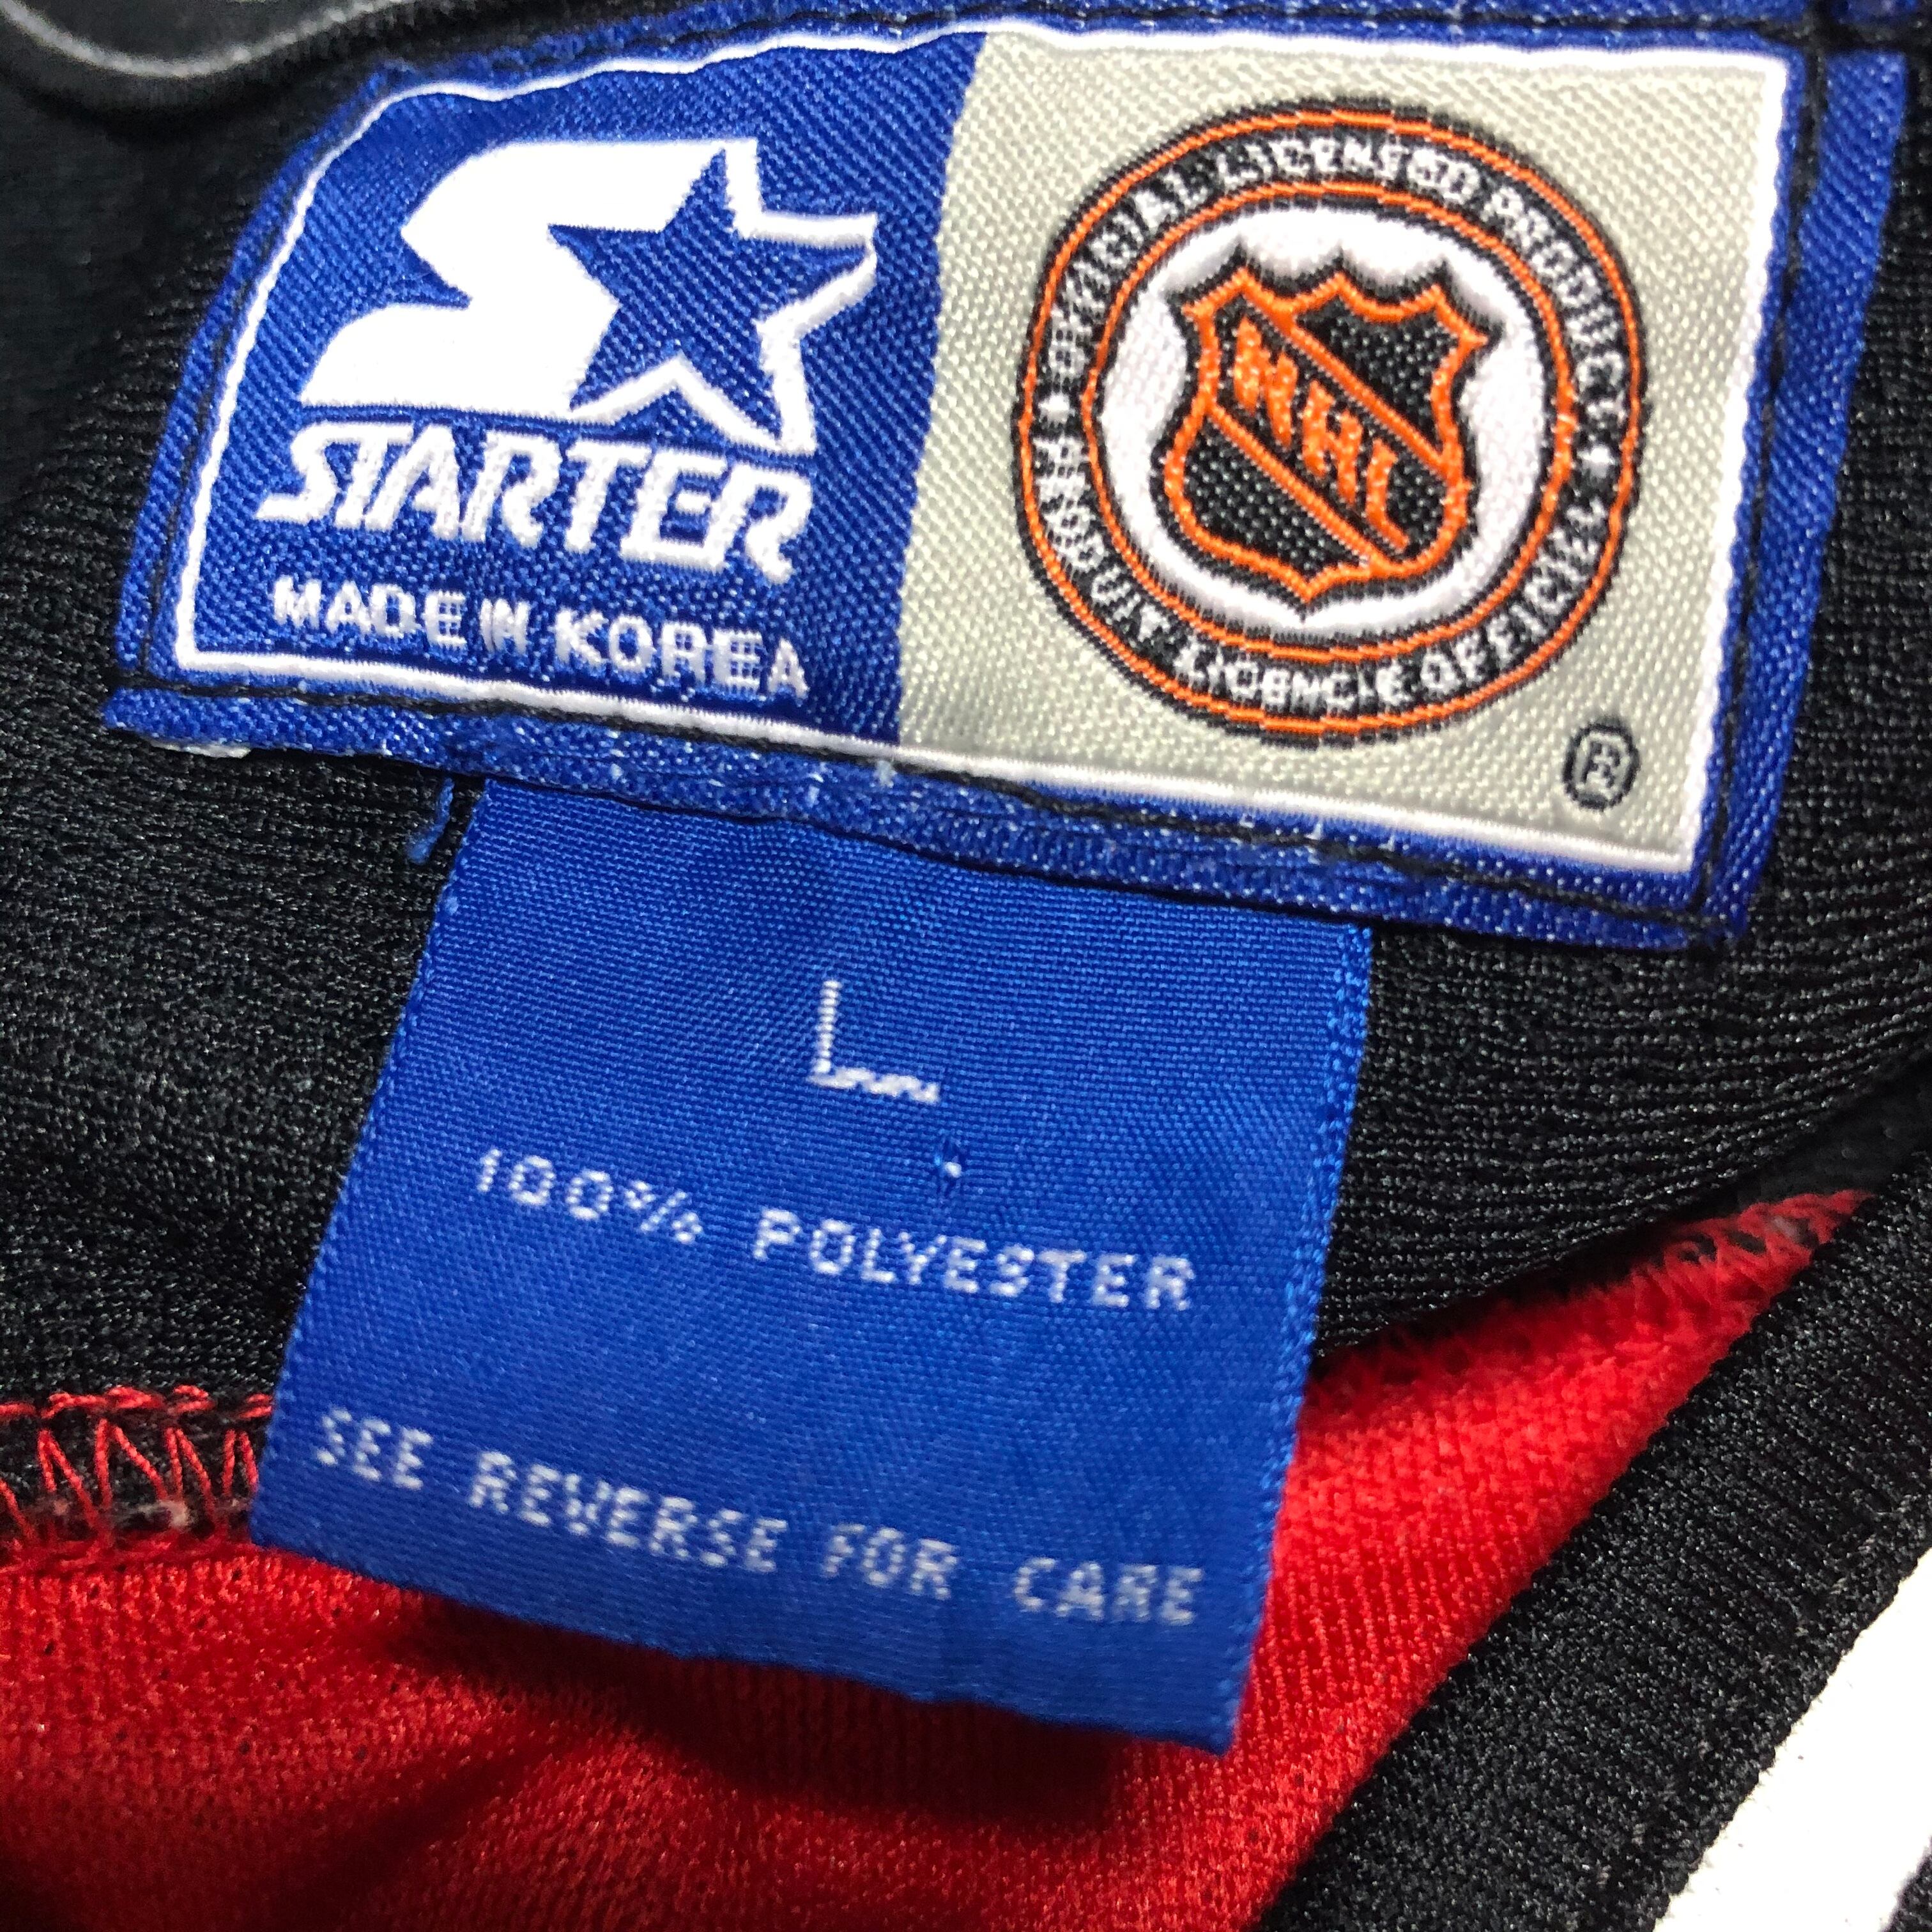 STARTER
MADE IN KOREA
OFFICIAL LICENSED PRODUCT
NHL
PRODUIT LICENCIE OFFICIEL
®
L
100% POLYESTER
SEE REVERSE FOR CARE